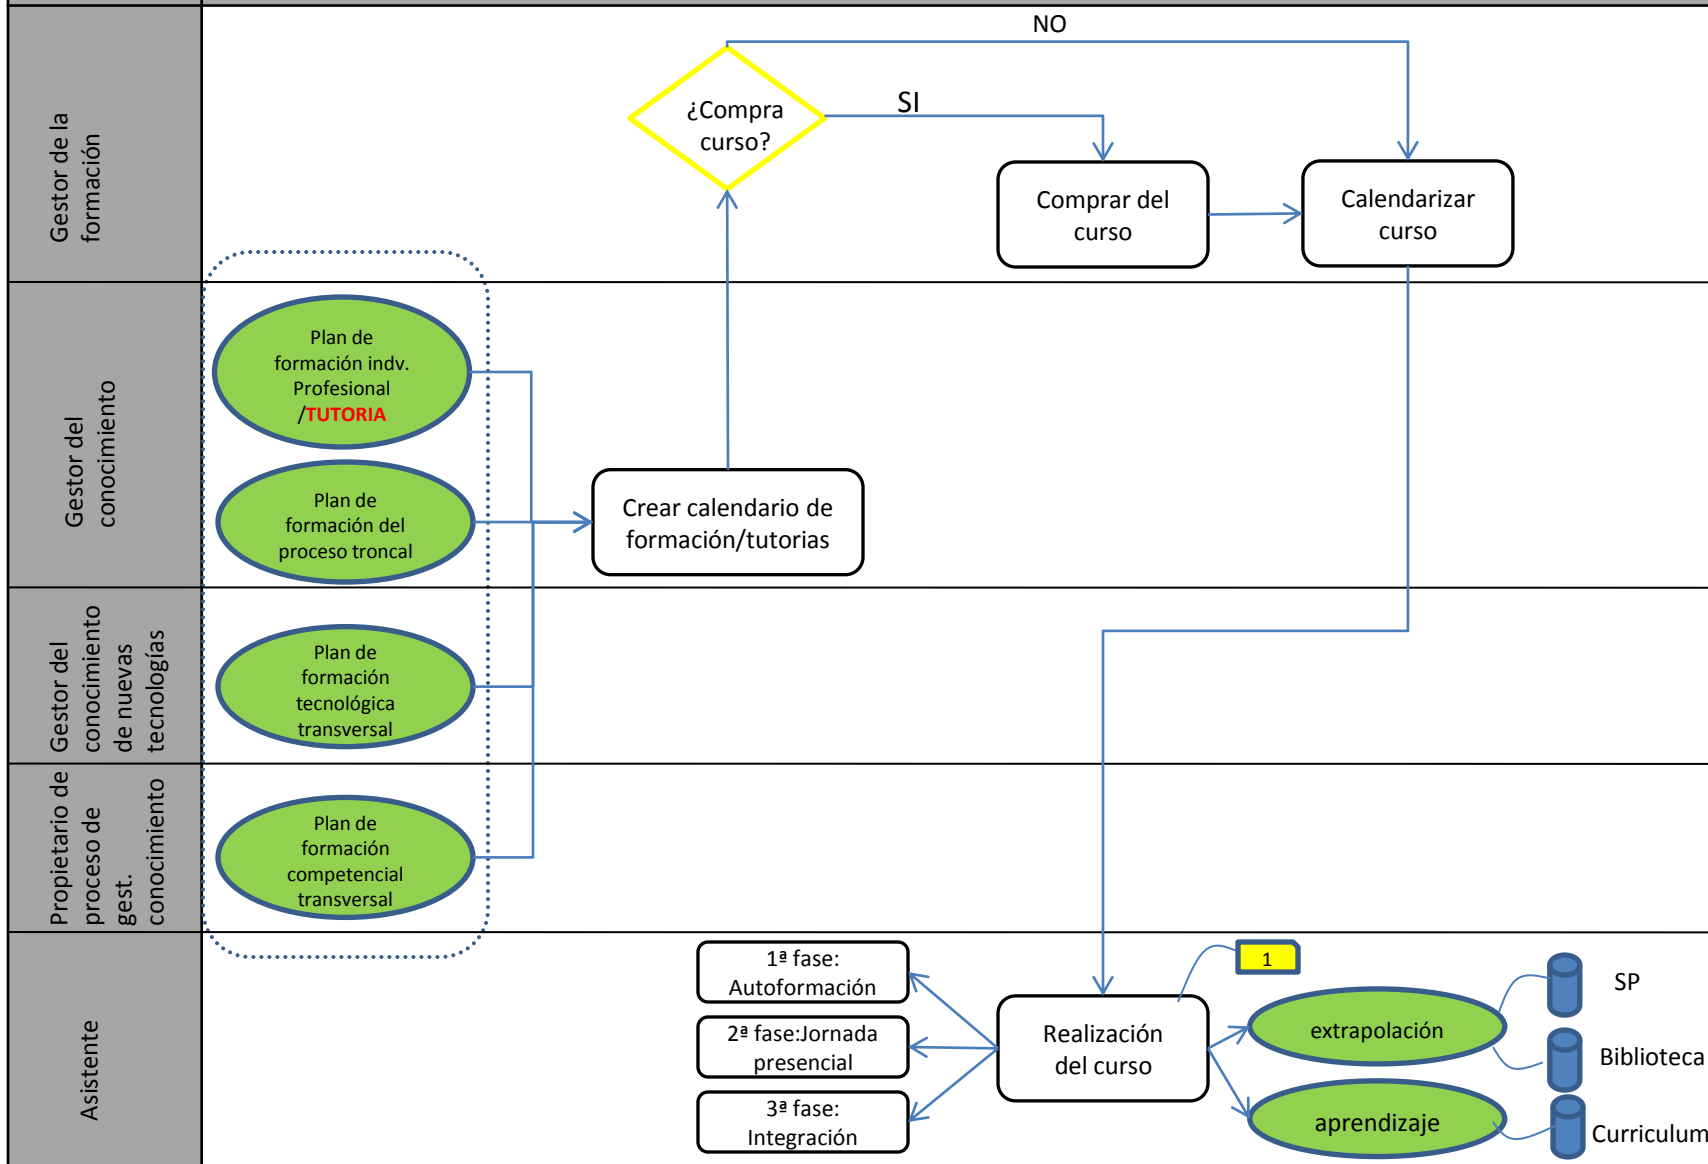 Gestor de la
formación
NO
¿Compra
curso?
SI
Comprar del
curso
Calendarizar
curso
Gestor del
conocimiento
Plan de
formación indv.
Profesional
/TUTORIA
Plan de
formación del
proceso troncal
Crear calendario de
formación/tutorias
Gestor del
conocimiento
de nuevas
tecnologías
Plan de
formación
tecnológica
transversal
Propietario de
proceso de
gest.
conocimiento
Plan de
formación
competencial
transversal
Asistente
1ª fase:
Autoformación
2ª fase:Jornada
presencial
3ª fase:
Integración
Realización
del curso
1
extrapolación
aprendizaje
SP
Biblioteca
Curriculum